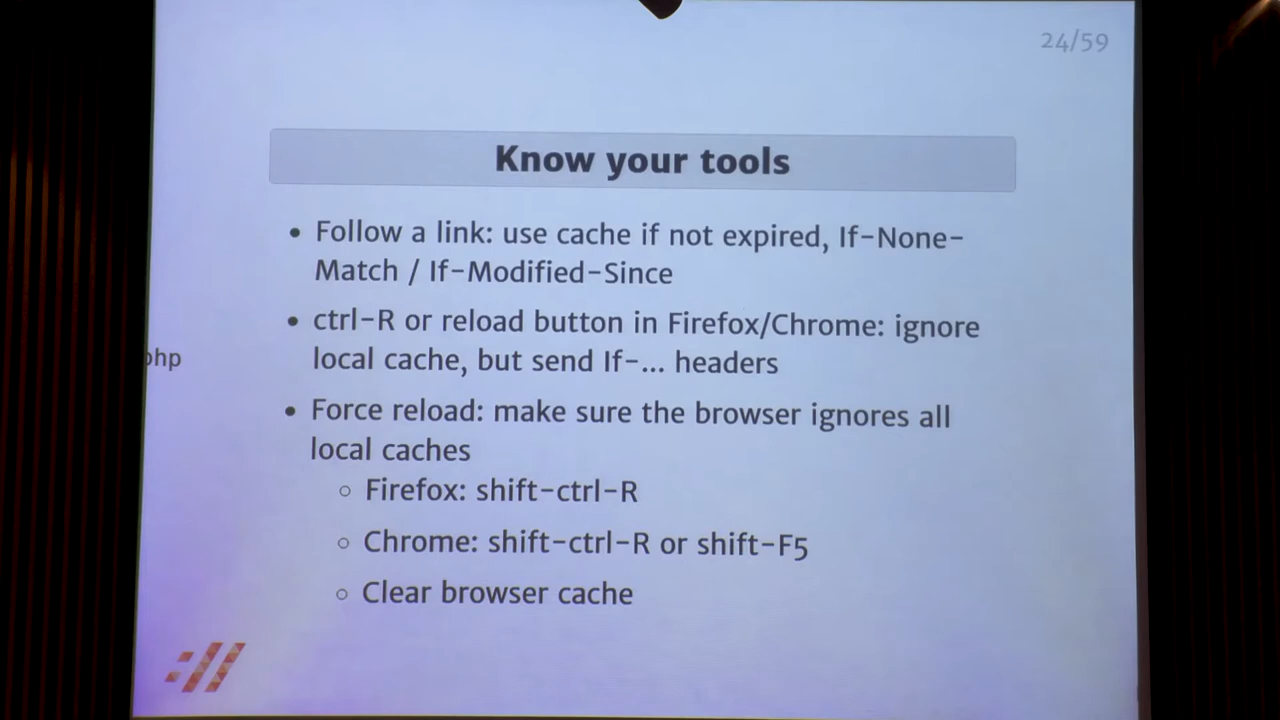 24/59
Know your tools
• Follow a link: use cache if not expired, If-None-
Match / If-Modified-Since
• ctrl-R or reload button in Firefox/Chrome: ignore
local cache, but send If-... headers
php
• Force reload: make sure the browser ignores all
local caches
○ Firefox: shift-ctrl-R
○ Chrome: shift-ctrl-R or shift-F5
○ Clear browser cache
://